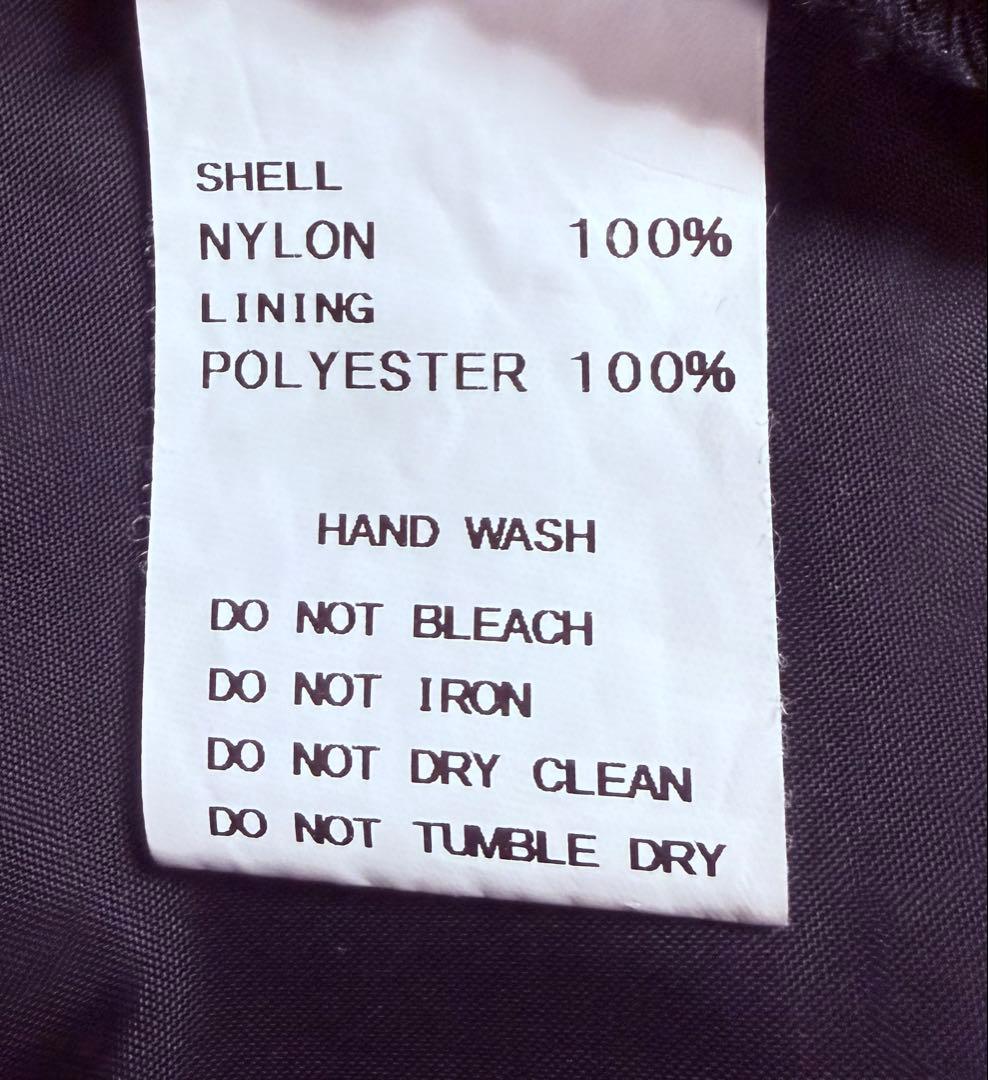 SHELL
NYLON 100%
LINING
POLYESTER 100%
HAND WASH
DO NOT BLEACH
DO NOT IRON
DO NOT DRY CLEAN
DO NOT TUMBLE DRY